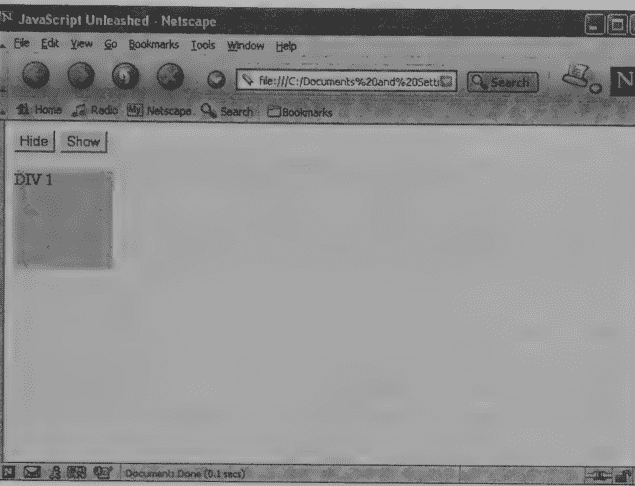 JavaScript Unleashed - Netscape
File Edit View Go Bookmarks Tools Window Help
file:///C:/Documents%20and%20Setti Search N
Home Radio My Netscape Search Bookmarks
Hide Show
DIV 1
Document: Done (0.1 secs)